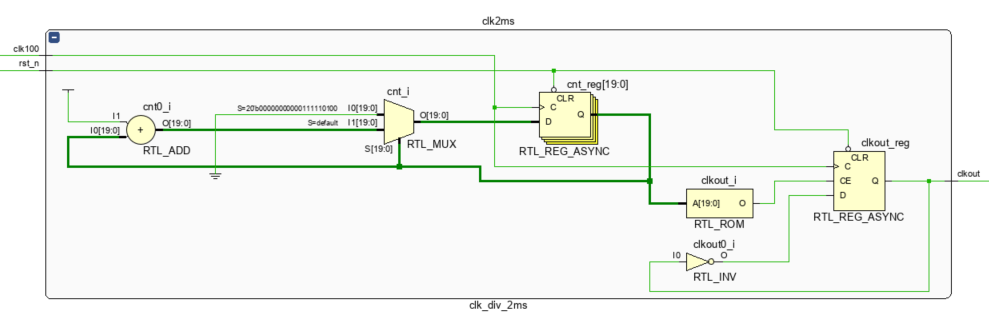 clk2ms
clk100
rst_n
cnt_reg[19:0]
cnt_i
cnt0_i
S=20'b00000000000111110100
I0[19:0]
O[19:0]
CLR
C
I1
O[19:0]
S=default
I1[19:0]
D
Q
I0[19:0]
+
S[19:0]
RTL_MUX
RTL_ADD
RTL_REG_ASYNC
clkout_reg
CLR
C
clkout_i
CE
Q
clkout
A[19:0]
O
D
RTL_ROM
RTL_REG_ASYNC
clkout0_i
I0
O
RTL_INV
clk_div_2ms